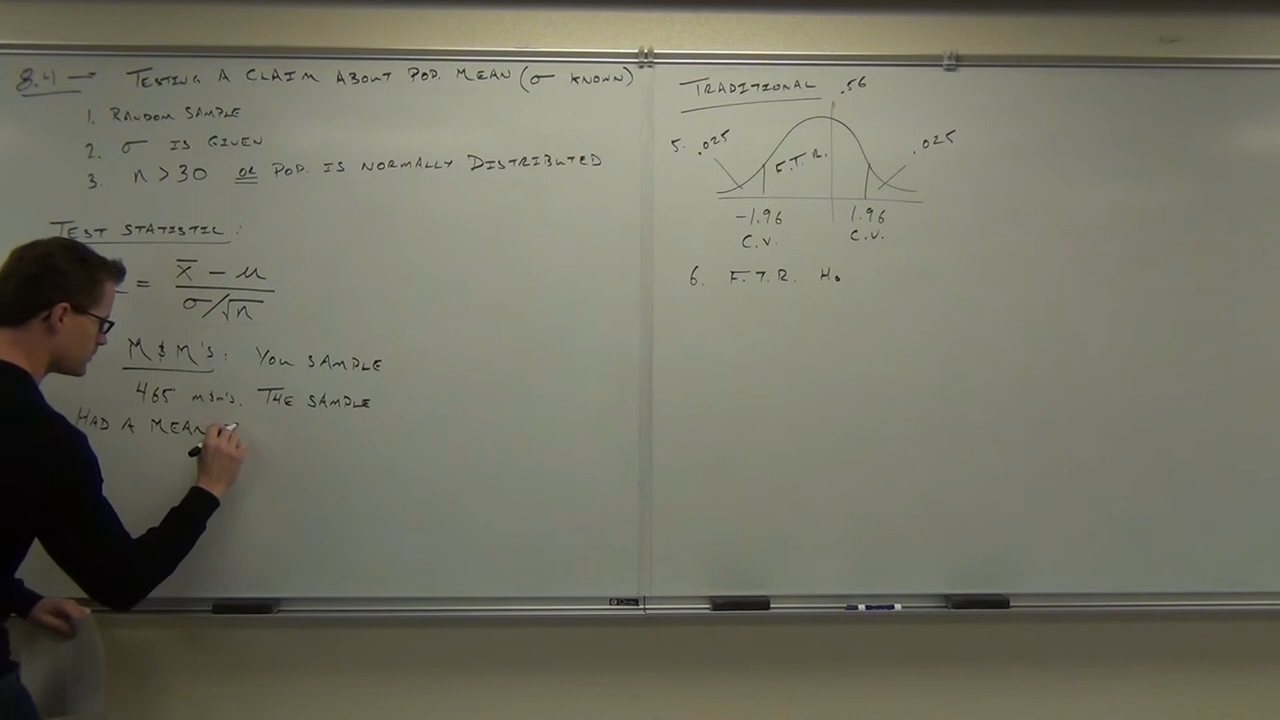 8.4 → TESTING A CLAIM ABOUT POP. MEAN (σ KNOWN)
1. RANDOM SAMPLE
2. σ IS GIVEN
3. n > 30 OR POP. IS NORMALLY DISTRIBUTED
TEST STATISTIC:
= x̄ - μ / σ/√n
M&M'S: YOU SAMPLE
465 M&M'S. THE SAMPLE
HAD A MEAN
TRADITIONAL
.56
5. .025 F.T.R. .025
-1.96 1.96
C.V. C.V.
6. F.T.R. H₀